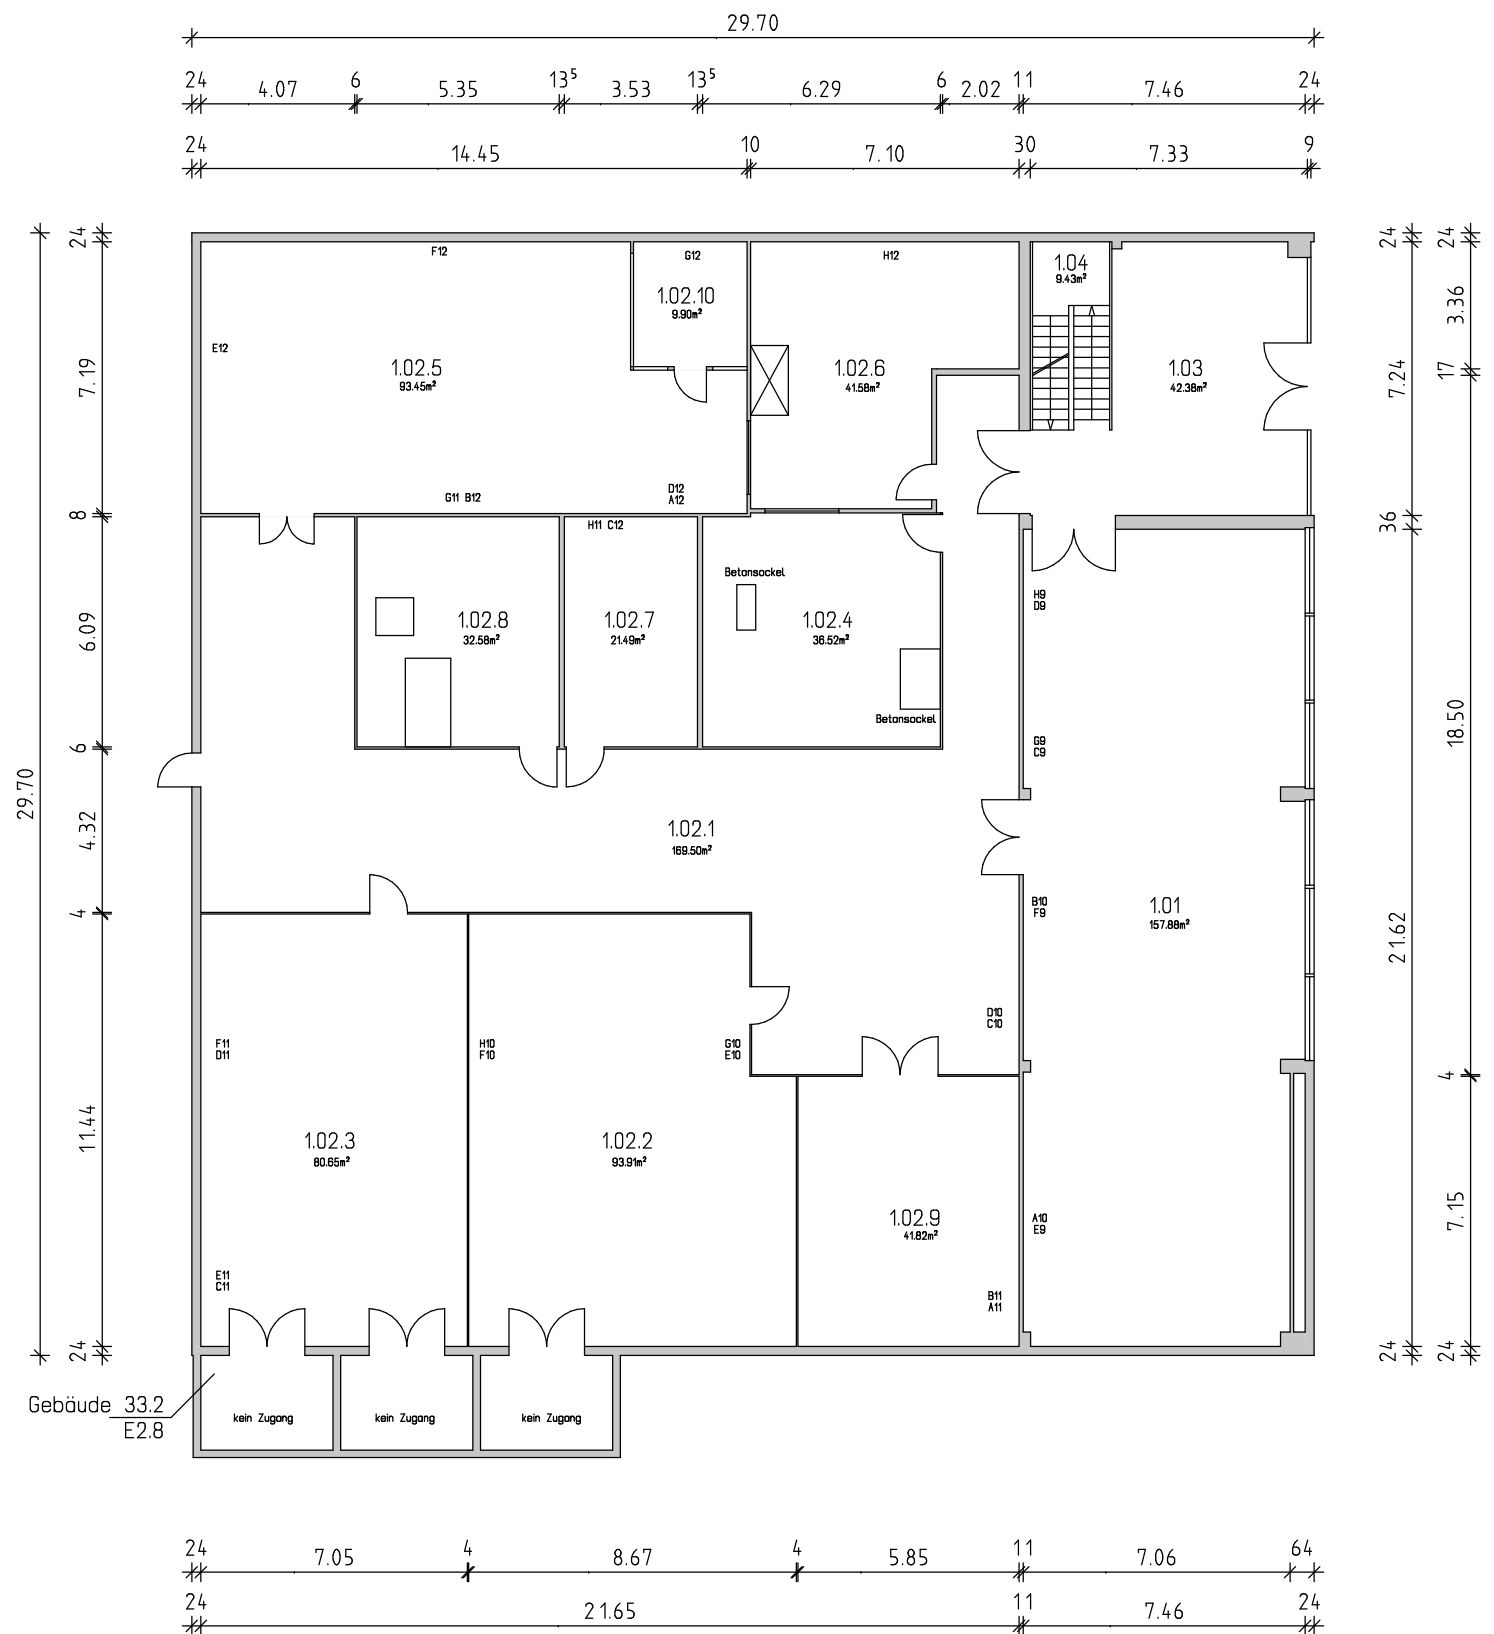 29.70
24 4.07 6 5.35 13⁵ 3.53 13⁵ 6.29 6 2.02 11 7.46 24
24 14.45 10 7.10 30 7.33 9
24
7.19
8
6.09
6
4.32
4
11.44
24
29.70
24
7.24
36
21.62
24
24
3.36
17
18.50
4
7.15
24
F12
G12
H12
1.02.10
9.90m²
1.04
9.43m²
E12
1.02.5
93.45m²
1.02.6
41.58m²
1.03
42.38m²
G11 B12
D12
A12
H11 C12
Betonsockel
1.02.8
32.58m²
1.02.7
21.49m²
1.02.4
36.52m²
Betonsockel
H9
D9
G9
C9
1.02.1
169.50m²
B10
F9
1.01
157.88m²
D10
C10
F11
D11
H10
F10
G10
E10
1.02.3
80.65m²
1.02.2
93.91m²
1.02.9
41.82m²
A10
E9
E11
C11
B11
A11
Gebäude 33.2
E2.8
kein Zugang
kein Zugang
kein Zugang
24 7.05 4 8.67 4 5.85 11 7.06 64
24 21.65 11 7.46 24